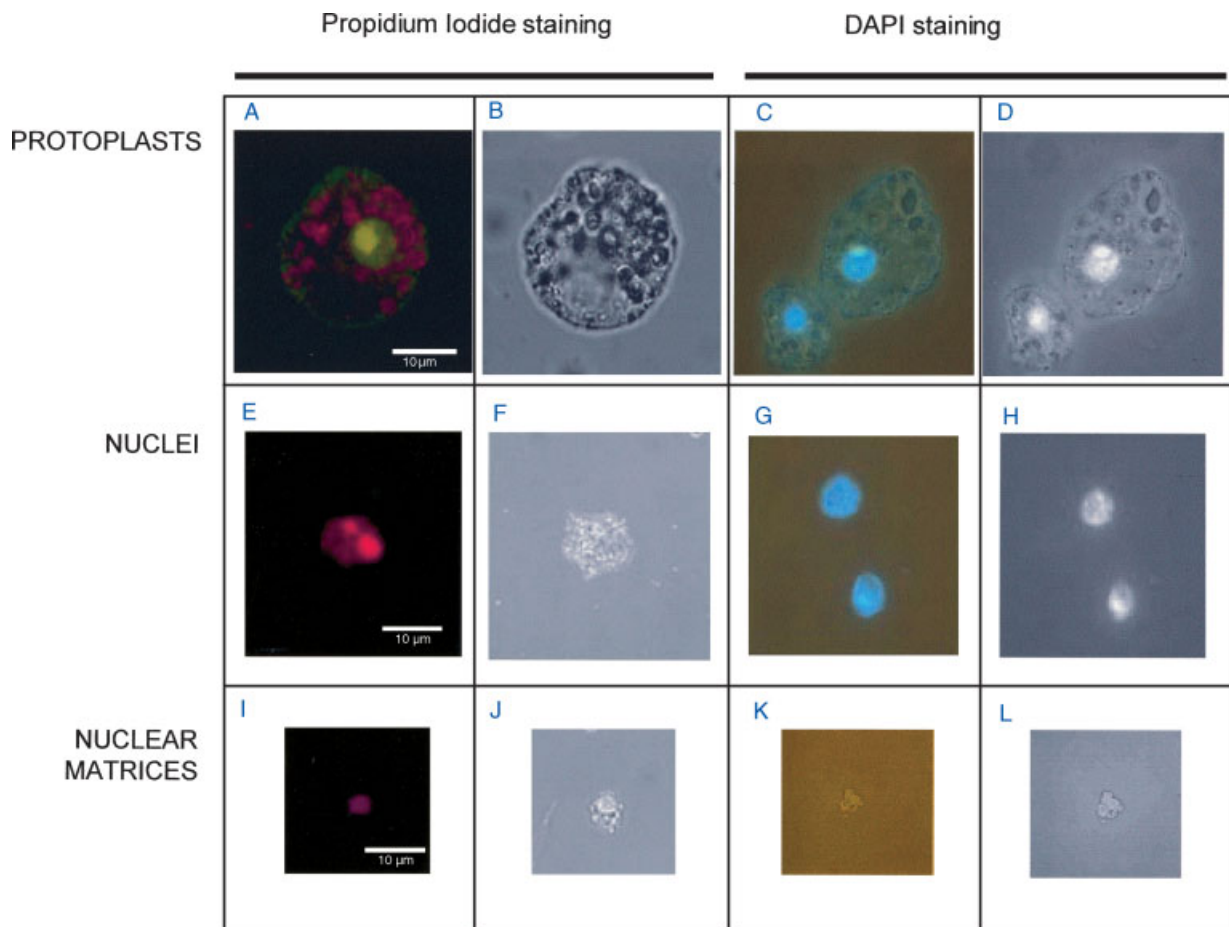 Propidium Iodide staining
DAPI staining
PROTOPLASTS
A
B
C
D
10 µm
NUCLEI
E
F
G
H
10 µm
NUCLEAR
MATRICES
I
J
K
L
10 µm